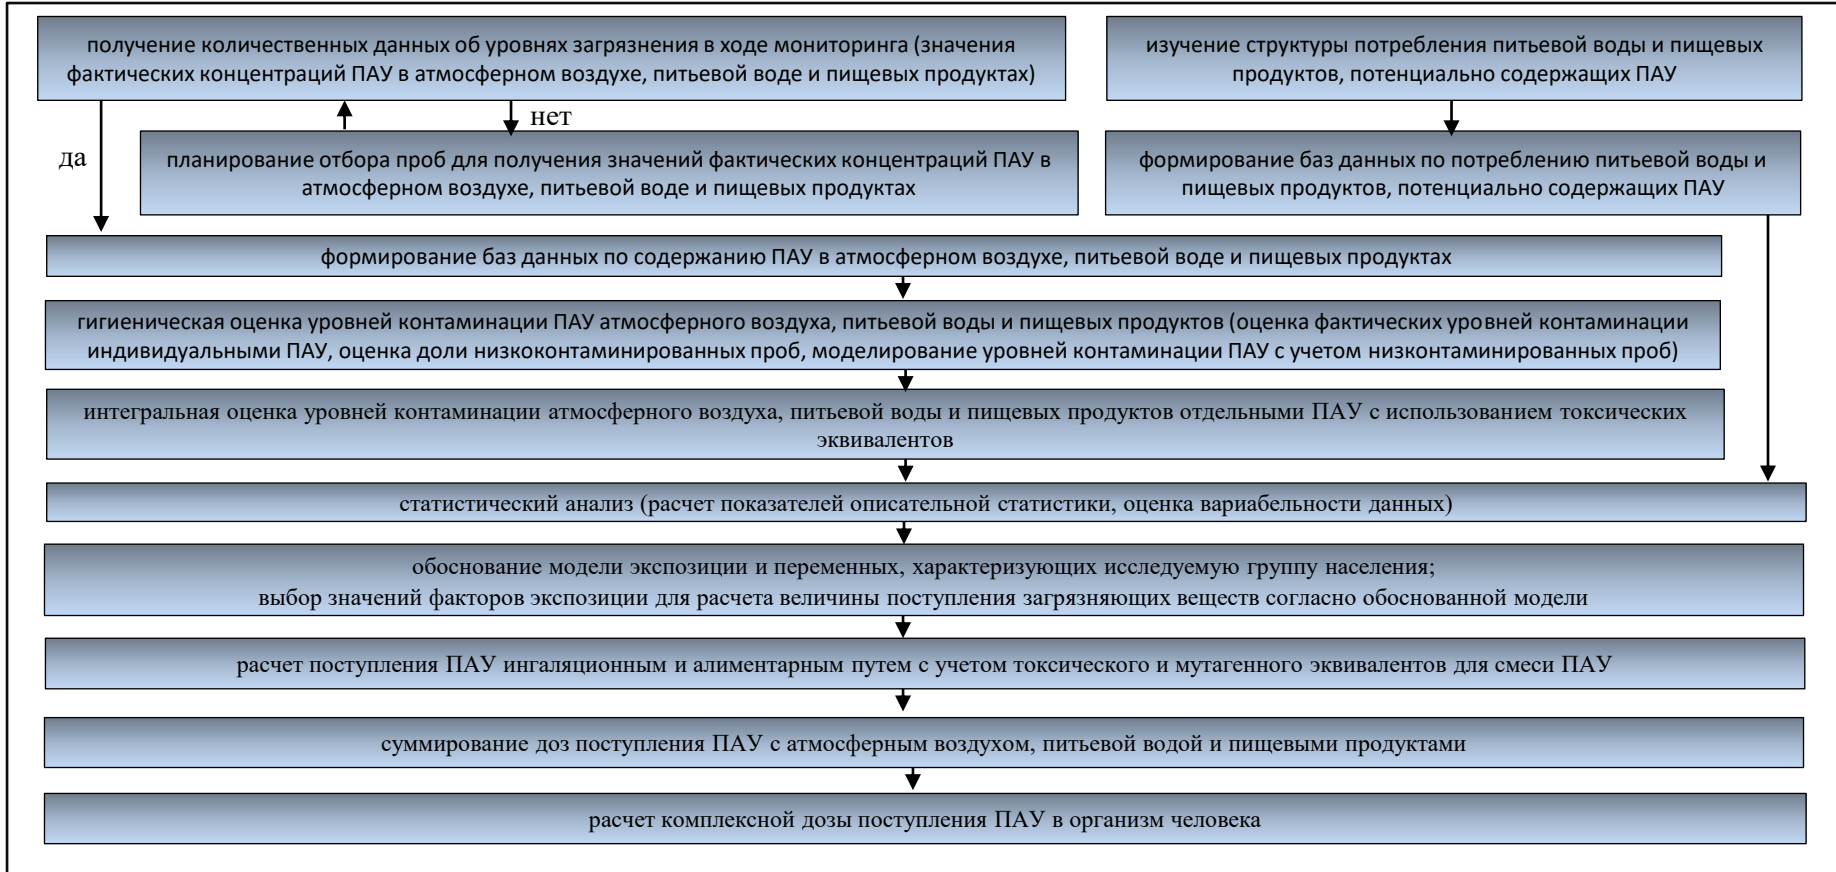 получение количественных данных об уровнях загрязнения в ходе мониторинга (значения
фактических концентраций ПАУ в атмосферном воздухе, питьевой воде и пищевых продуктах)
изучение структуры потребления питьевой воды и пищевых
продуктов, потенциально содержащих ПАУ
нет
да
планирование отбора проб для получения значений фактических концентраций ПАУ в
атмосферном воздухе, питьевой воде и пищевых продуктах
формирование баз данных по потреблению питьевой воды и
пищевых продуктов, потенциально содержащих ПАУ
формирование баз данных по содержанию ПАУ в атмосферном воздухе, питьевой воде и пищевых продуктах
гигиеническая оценка уровней контаминации ПАУ атмосферного воздуха, питьевой воды и пищевых продуктов (оценка фактических уровней контаминации
индивидуальными ПАУ, оценка доли низкоконтаминированных проб, моделирование уровней контаминации ПАУ с учетом низконтаминированных проб)
интегральная оценка уровней контаминации атмосферного воздуха, питьевой воды и пищевых продуктов отдельными ПАУ с использованием токсических
эквивалентов
статистический анализ (расчет показателей описательной статистики, оценка вариабельности данных)
обоснование модели экспозиции и переменных, характеризующих исследуемую группу населения;
выбор значений факторов экспозиции для расчета величины поступления загрязняющих веществ согласно обоснованной модели
расчет поступления ПАУ ингаляционным и алиментарным путем с учетом токсического и мутагенного эквивалентов для смеси ПАУ
суммирование доз поступления ПАУ с атмосферным воздухом, питьевой водой и пищевыми продуктами
расчет комплексной дозы поступления ПАУ в организм человека